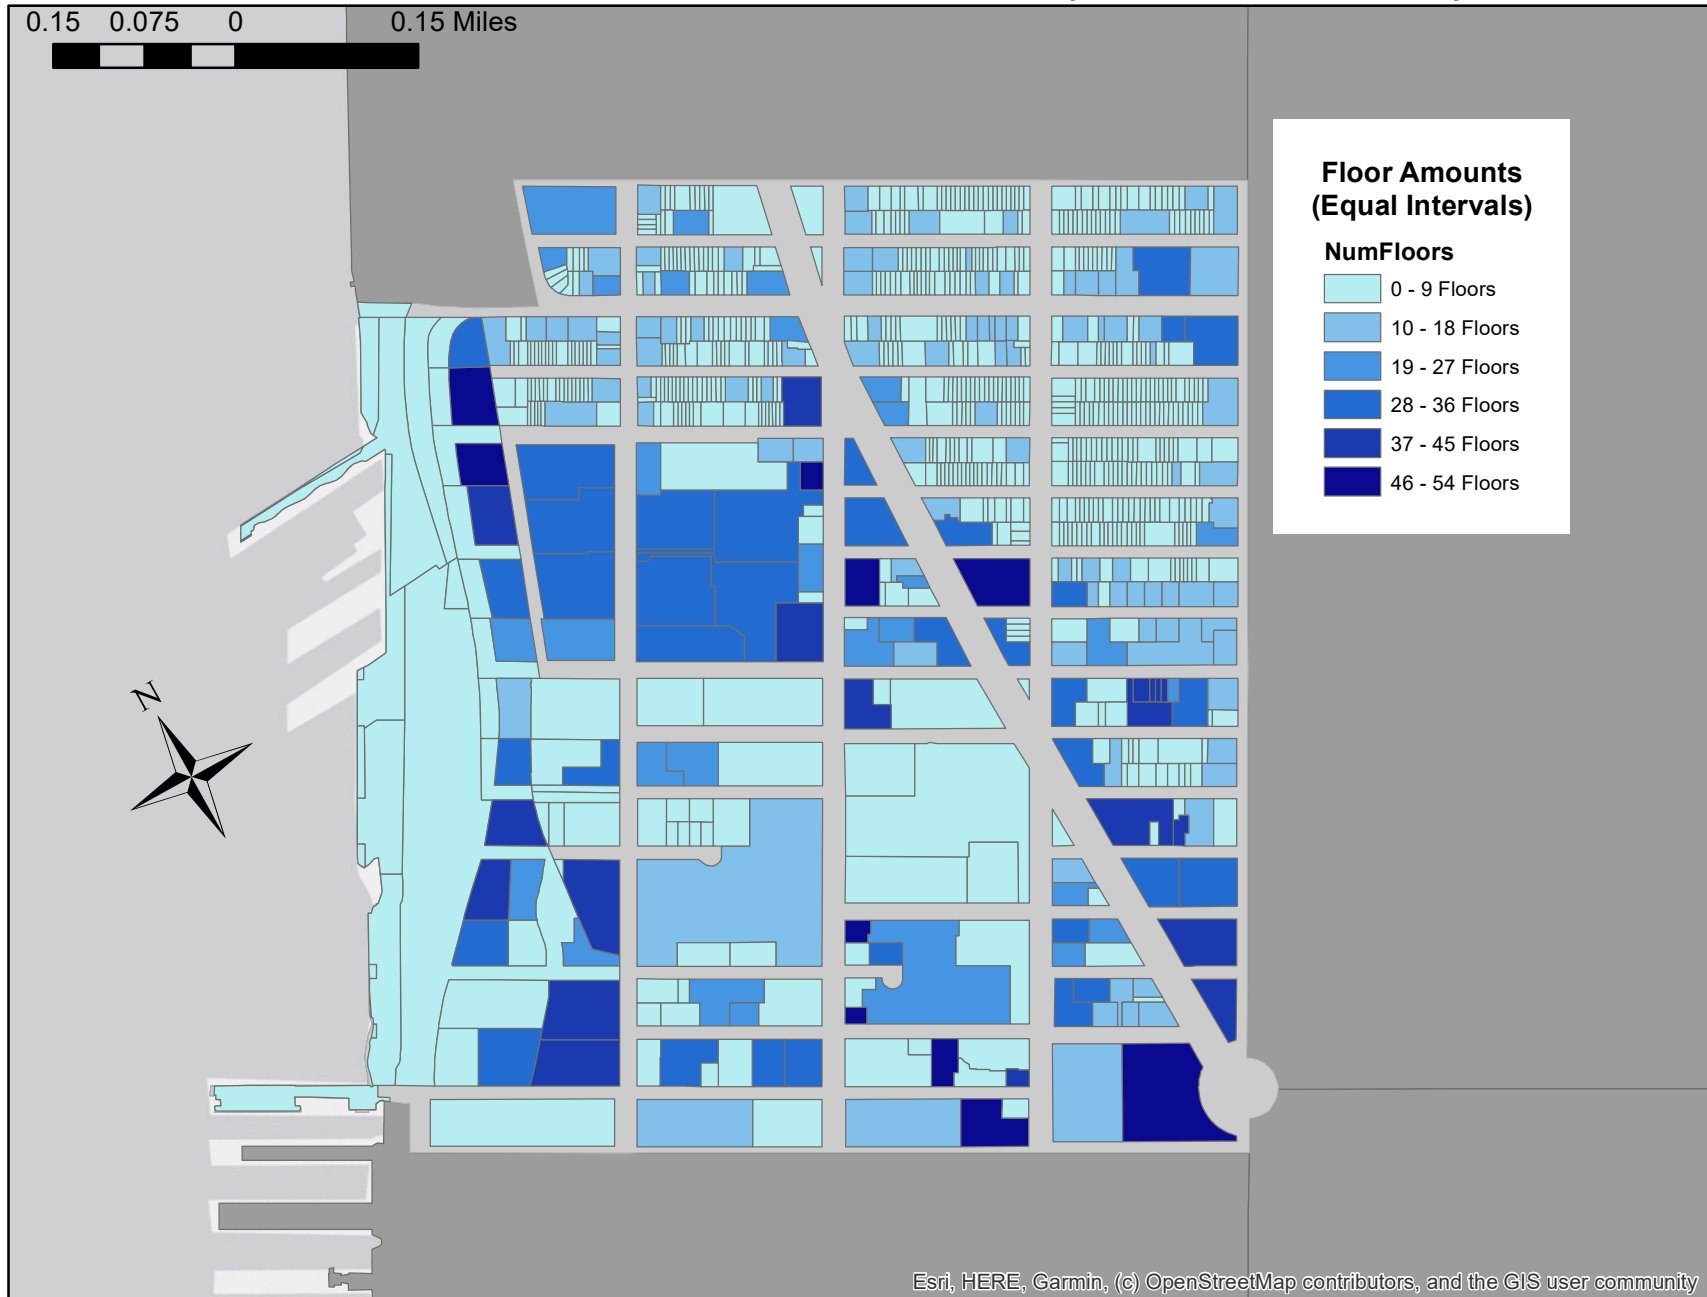 0.15 0.075 0 0.15 Miles
Floor Amounts
(Equal Intervals)
NumFloors
0 - 9 Floors
10 - 18 Floors
19 - 27 Floors
28 - 36 Floors
37 - 45 Floors
46 - 54 Floors
N
Esri, HERE, Garmin, (c) OpenStreetMap contributors, and the GIS user community